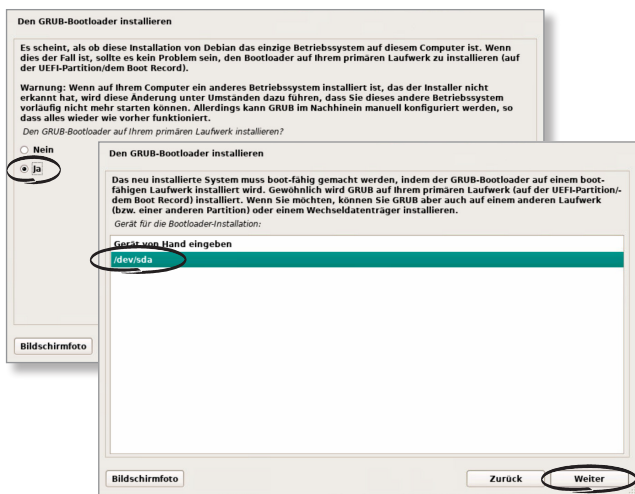 Den GRUB-Bootloader installieren
Es scheint, als ob diese Installation von Debian das einzige Betriebssystem auf diesem Computer ist. Wenn
dies der Fall ist, sollte es kein Problem sein, den Bootloader auf Ihrem primären Laufwerk zu installieren (auf
der UEFI-Partition/dem Boot Record).
Warnung: Wenn auf Ihrem Computer ein anderes Betriebssystem installiert ist, das der Installer nicht
erkannt hat, wird diese Änderung unter Umständen dazu führen, dass Sie dieses andere Betriebssystem
vorläufig nicht mehr starten können. Allerdings kann GRUB im Nachhinein manuell konfiguriert werden, so
dass alles wieder wie vorher funktioniert.
Den GRUB-Bootloader auf Ihrem primären Laufwerk installieren?
Nein
Ja
Bildschirmfoto
Den GRUB-Bootloader installieren
Das neu installierte System muss boot-fähig gemacht werden, indem der GRUB-Bootloader auf einem boot-
fähigen Laufwerk installiert wird. Gewöhnlich wird GRUB auf Ihrem primären Laufwerk (auf der UEFI-Partition/-
dem Boot Record) installiert. Wenn Sie möchten, können Sie GRUB aber auch auf einem anderen Laufwerk
(bzw. einer anderen Partition) oder einem Wechseldatenträger installieren.
Gerät für die Bootloader-Installation:
Gerät von Hand eingeben
/dev/sda
Bildschirmfoto
Zurück
Weiter